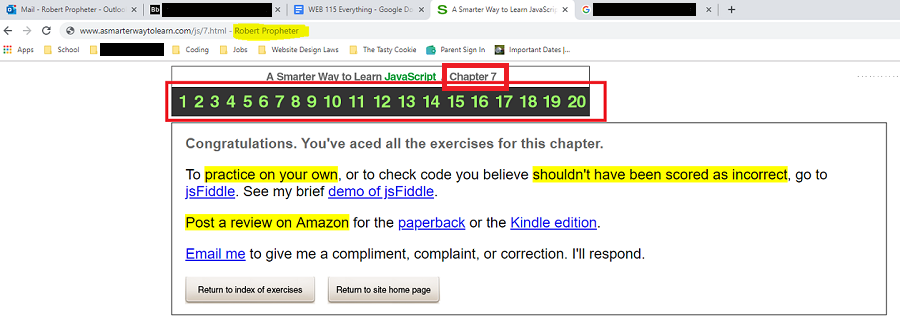 Mail - Robert Propheter - Outloo
Bb
WEB 115 Everything - Google Do
A Smarter Way to Learn JavaScrip
G
www.asmarterwaytolearn.com/js/7.html - Robert Propheter
Apps School Coding Jobs Website Design Laws The Tasty Cookie Parent Sign In Important Dates |...
A Smarter Way to Learn JavaScript Chapter 7
1 2 3 4 5 6 7 8 9 10 11 12 13 14 15 16 17 18 19 20
Congratulations. You've aced all the exercises for this chapter.
To practice on your own, or to check code you believe shouldn't have been scored as incorrect, go to
jsFiddle. See my brief demo of jsFiddle.
Post a review on Amazon for the paperback or the Kindle edition.
Email me to give me a compliment, complaint, or correction. I'll respond.
Return to index of exercises
Return to site home page